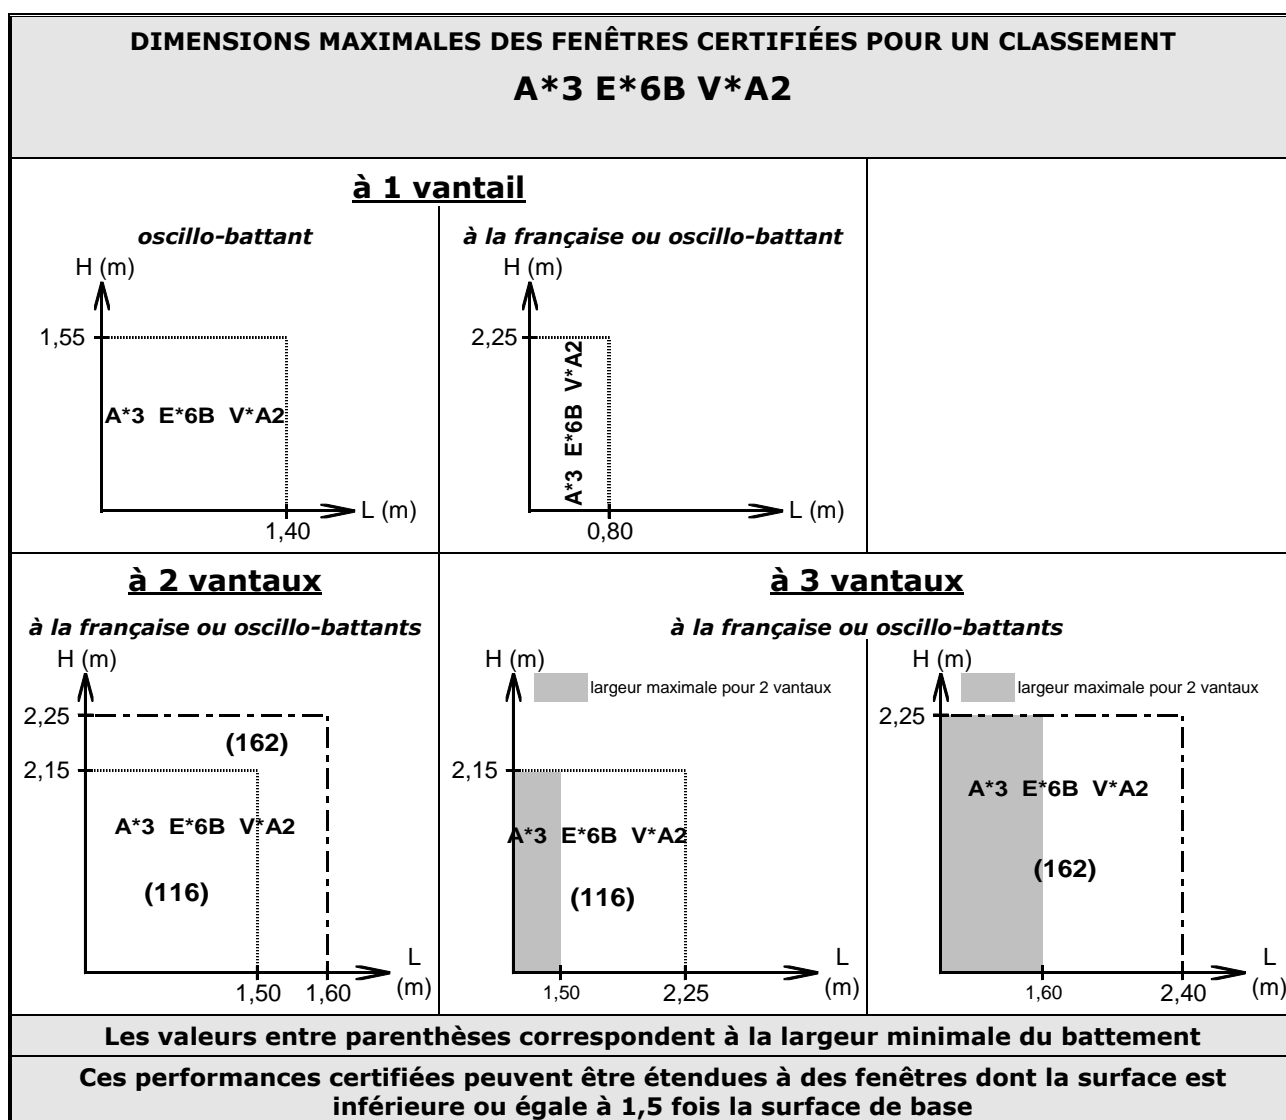 DIMENSIONS MAXIMALES DES FENÊTRES CERTIFIÉES POUR UN CLASSEMENT
A*3 E*6B V*A2
à 1 vantail
oscillo-battant
H (m)
1,55
A*3 E*6B V*A2
L (m)
1,40
à la française ou oscillo-battant
H (m)
2,25
A*3 E*6B V*A2
L (m)
0,80
à 2 vantaux
à la française ou oscillo-battants
H (m)
2,25
(162)
2,15
A*3 E*6B V*A2
(116)
L
(m)
1,50 1,60
à 3 vantaux
à la française ou oscillo-battants
H (m)
largeur maximale pour 2 vantaux
2,15
A*3 E*6B V*A2
(116)
L
(m)
1,50 2,25
H (m)
largeur maximale pour 2 vantaux
2,25
A*3 E*6B V*A2
(162)
L
(m)
1,60 2,40
Les valeurs entre parenthèses correspondent à la largeur minimale du battement
Ces performances certifiées peuvent être étendues à des fenêtres dont la surface est
inférieure ou égale à 1,5 fois la surface de base